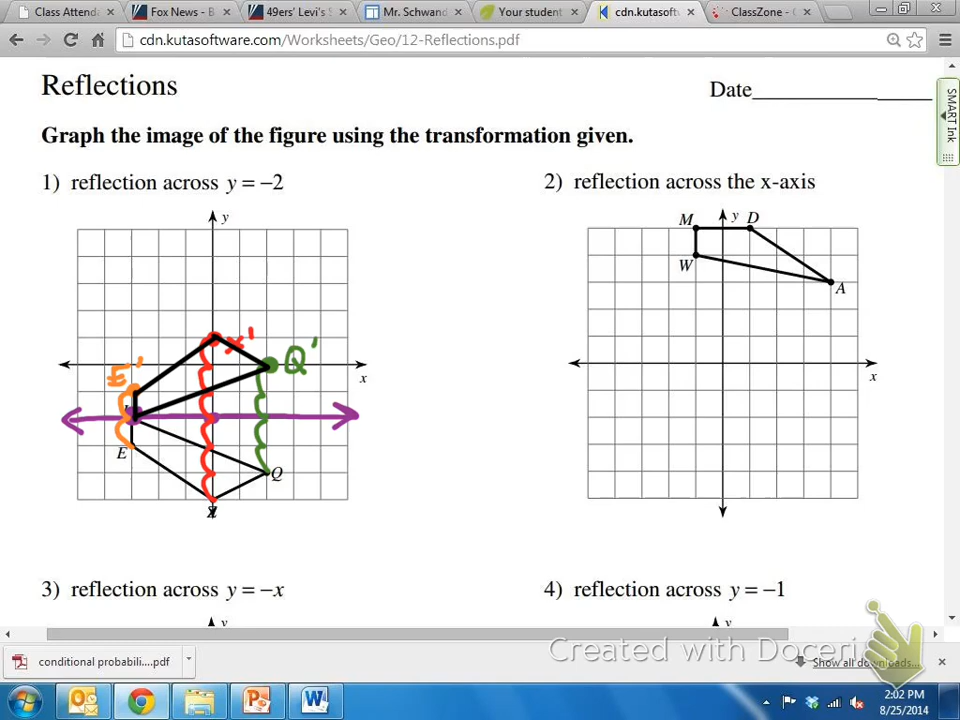 Class Attenda
Fox News - B
49ers' Levi's S
Mr. Schwand
Your student
cdn.kutasoftw
ClassZone - G
cdn.kutasoftware.com/Worksheets/Geo/12-Reflections.pdf
Reflections
Date
SMART Ink
Graph the image of the figure using the transformation given.
1) reflection across y = −2
2) reflection across the x-axis
y
y D
M
W
A
X'
Q'
E'
x
x
E
Q
3) reflection across y = −x
4) reflection across y = −1
y
y
Created with Doceri
conditional probabili....pdf
Show all downloads...
2:02 PM
8/25/2014